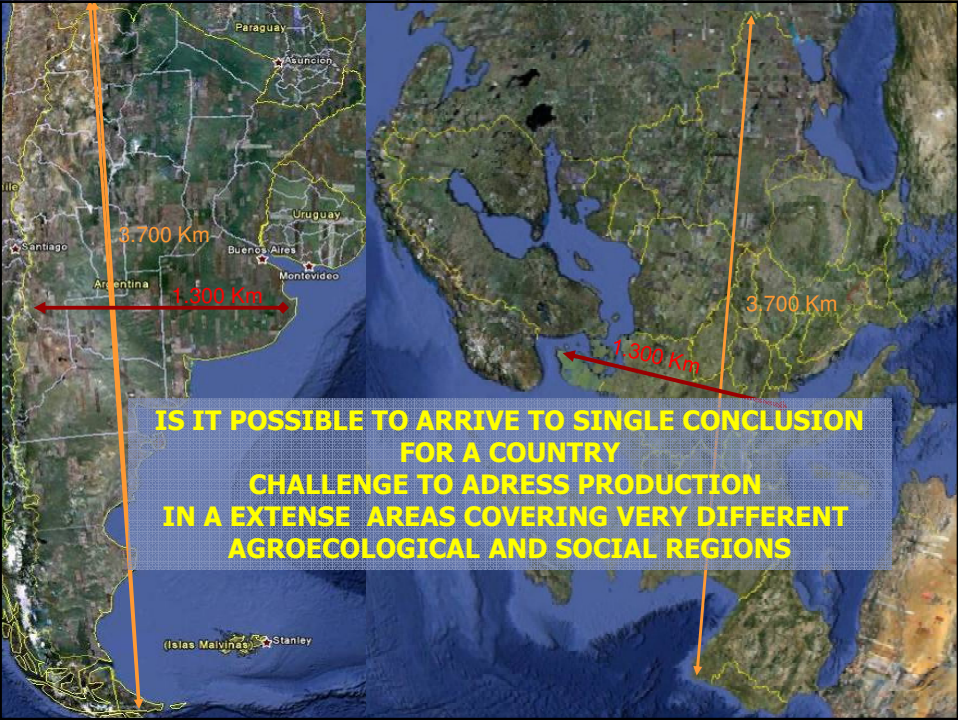 Paraguay
Asuncion
ile
Uruguay
3.700 Km
Santiago
Buenos Aires
Montevideo
Argentina
1.300 Km
3.700 Km
1.300 Km
IS IT POSSIBLE TO ARRIVE TO SINGLE CONCLUSION
FOR A COUNTRY
CHALLENGE TO ADRESS PRODUCTION
IN A EXTENSE AREAS COVERING VERY DIFFERENT
AGROECOLOGICAL AND SOCIAL REGIONS
(Islas Malvinas) Stanley